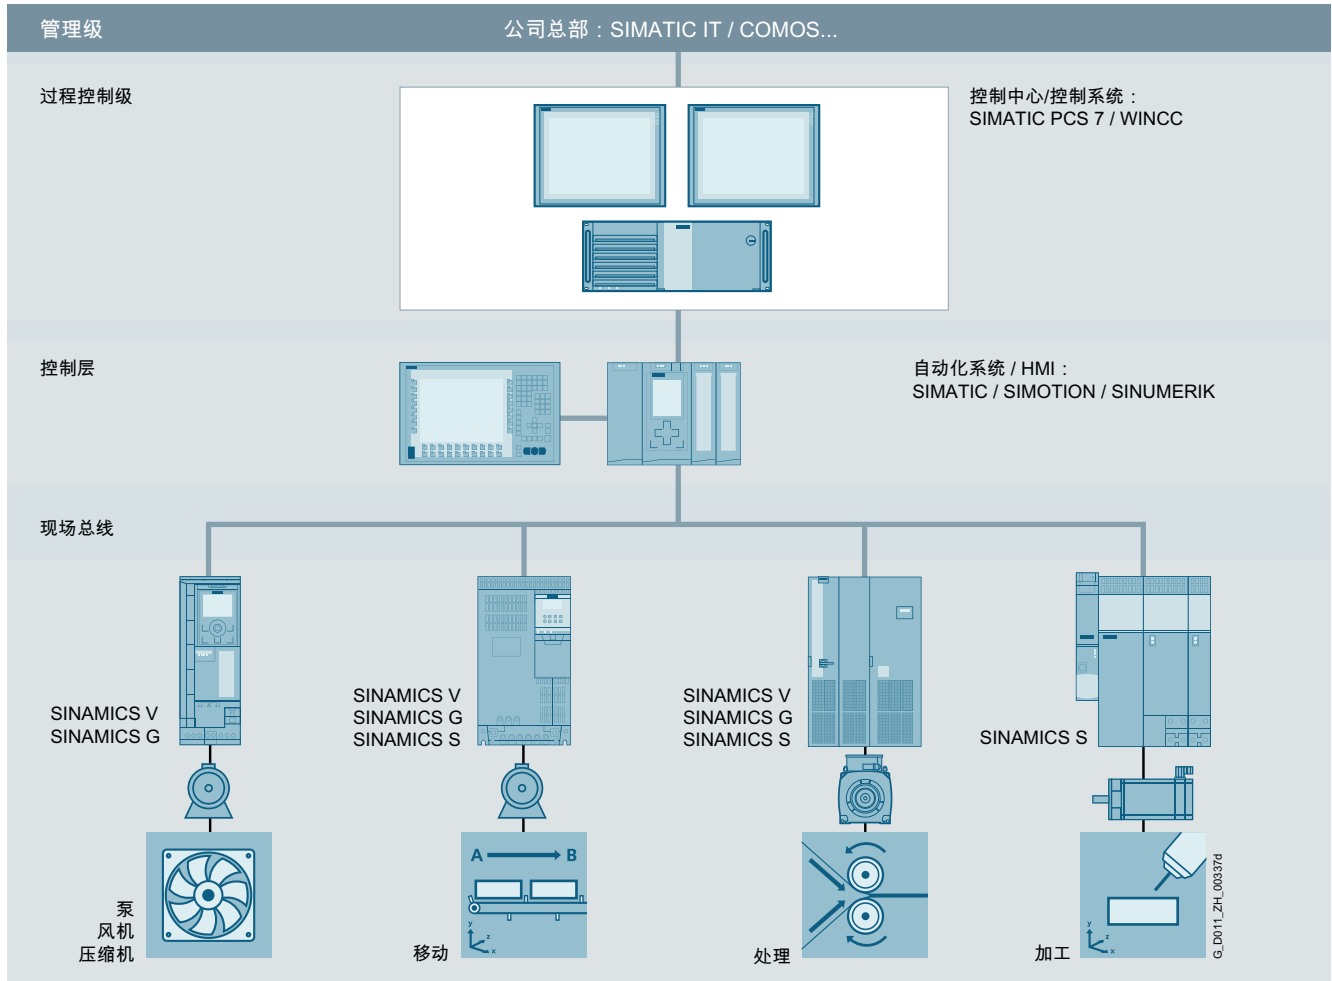 管理级
公司总部：SIMATIC IT / COMOS...
过程控制级
控制中心/控制系统：
SIMATIC PCS 7 / WINCC
控制层
自动化系统 / HMI：
SIMATIC / SIMOTION / SINUMERIK
现场总线
SINAMICS V
SINAMICS G
SINAMICS V
SINAMICS G
SINAMICS S
SINAMICS V
SINAMICS G
SINAMICS S
SINAMICS S
泵
风机
压缩机
A B
y
z
x
移动
处理
y
z
x
加工
G_D011_ZH_00337d